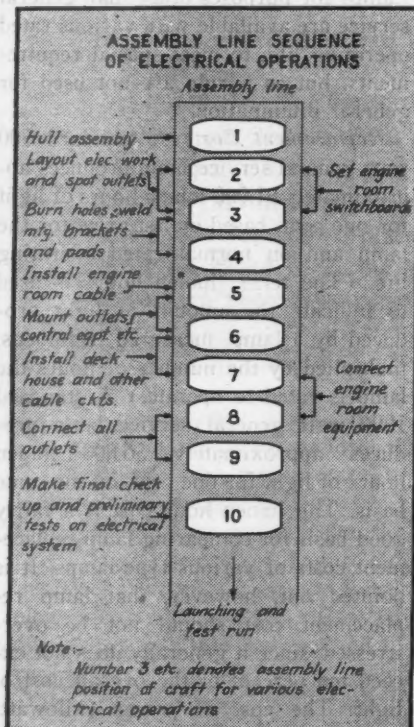 ASSEMBLY LINE SEQUENCE
OF ELECTRICAL OPERATIONS
Assembly line
Hull assembly
1
Layout elec. work
and spot outlets
2
Set engine
room
switchboards
Burn holes, weld
mtg. brackets
and pads
3
4
Install engine
room cable
5
Mount outlets,
control eqpt. etc.
6
Install deck
house and other
cable ckts.
7
Connect
engine
room
equipment
8
Connect all
outlets
9
Make final check
up and preliminary
tests on electrical
system
10
Launching and
test run
Note-
Number 3 etc. denotes assembly line
position of craft for various elec-
trical operations